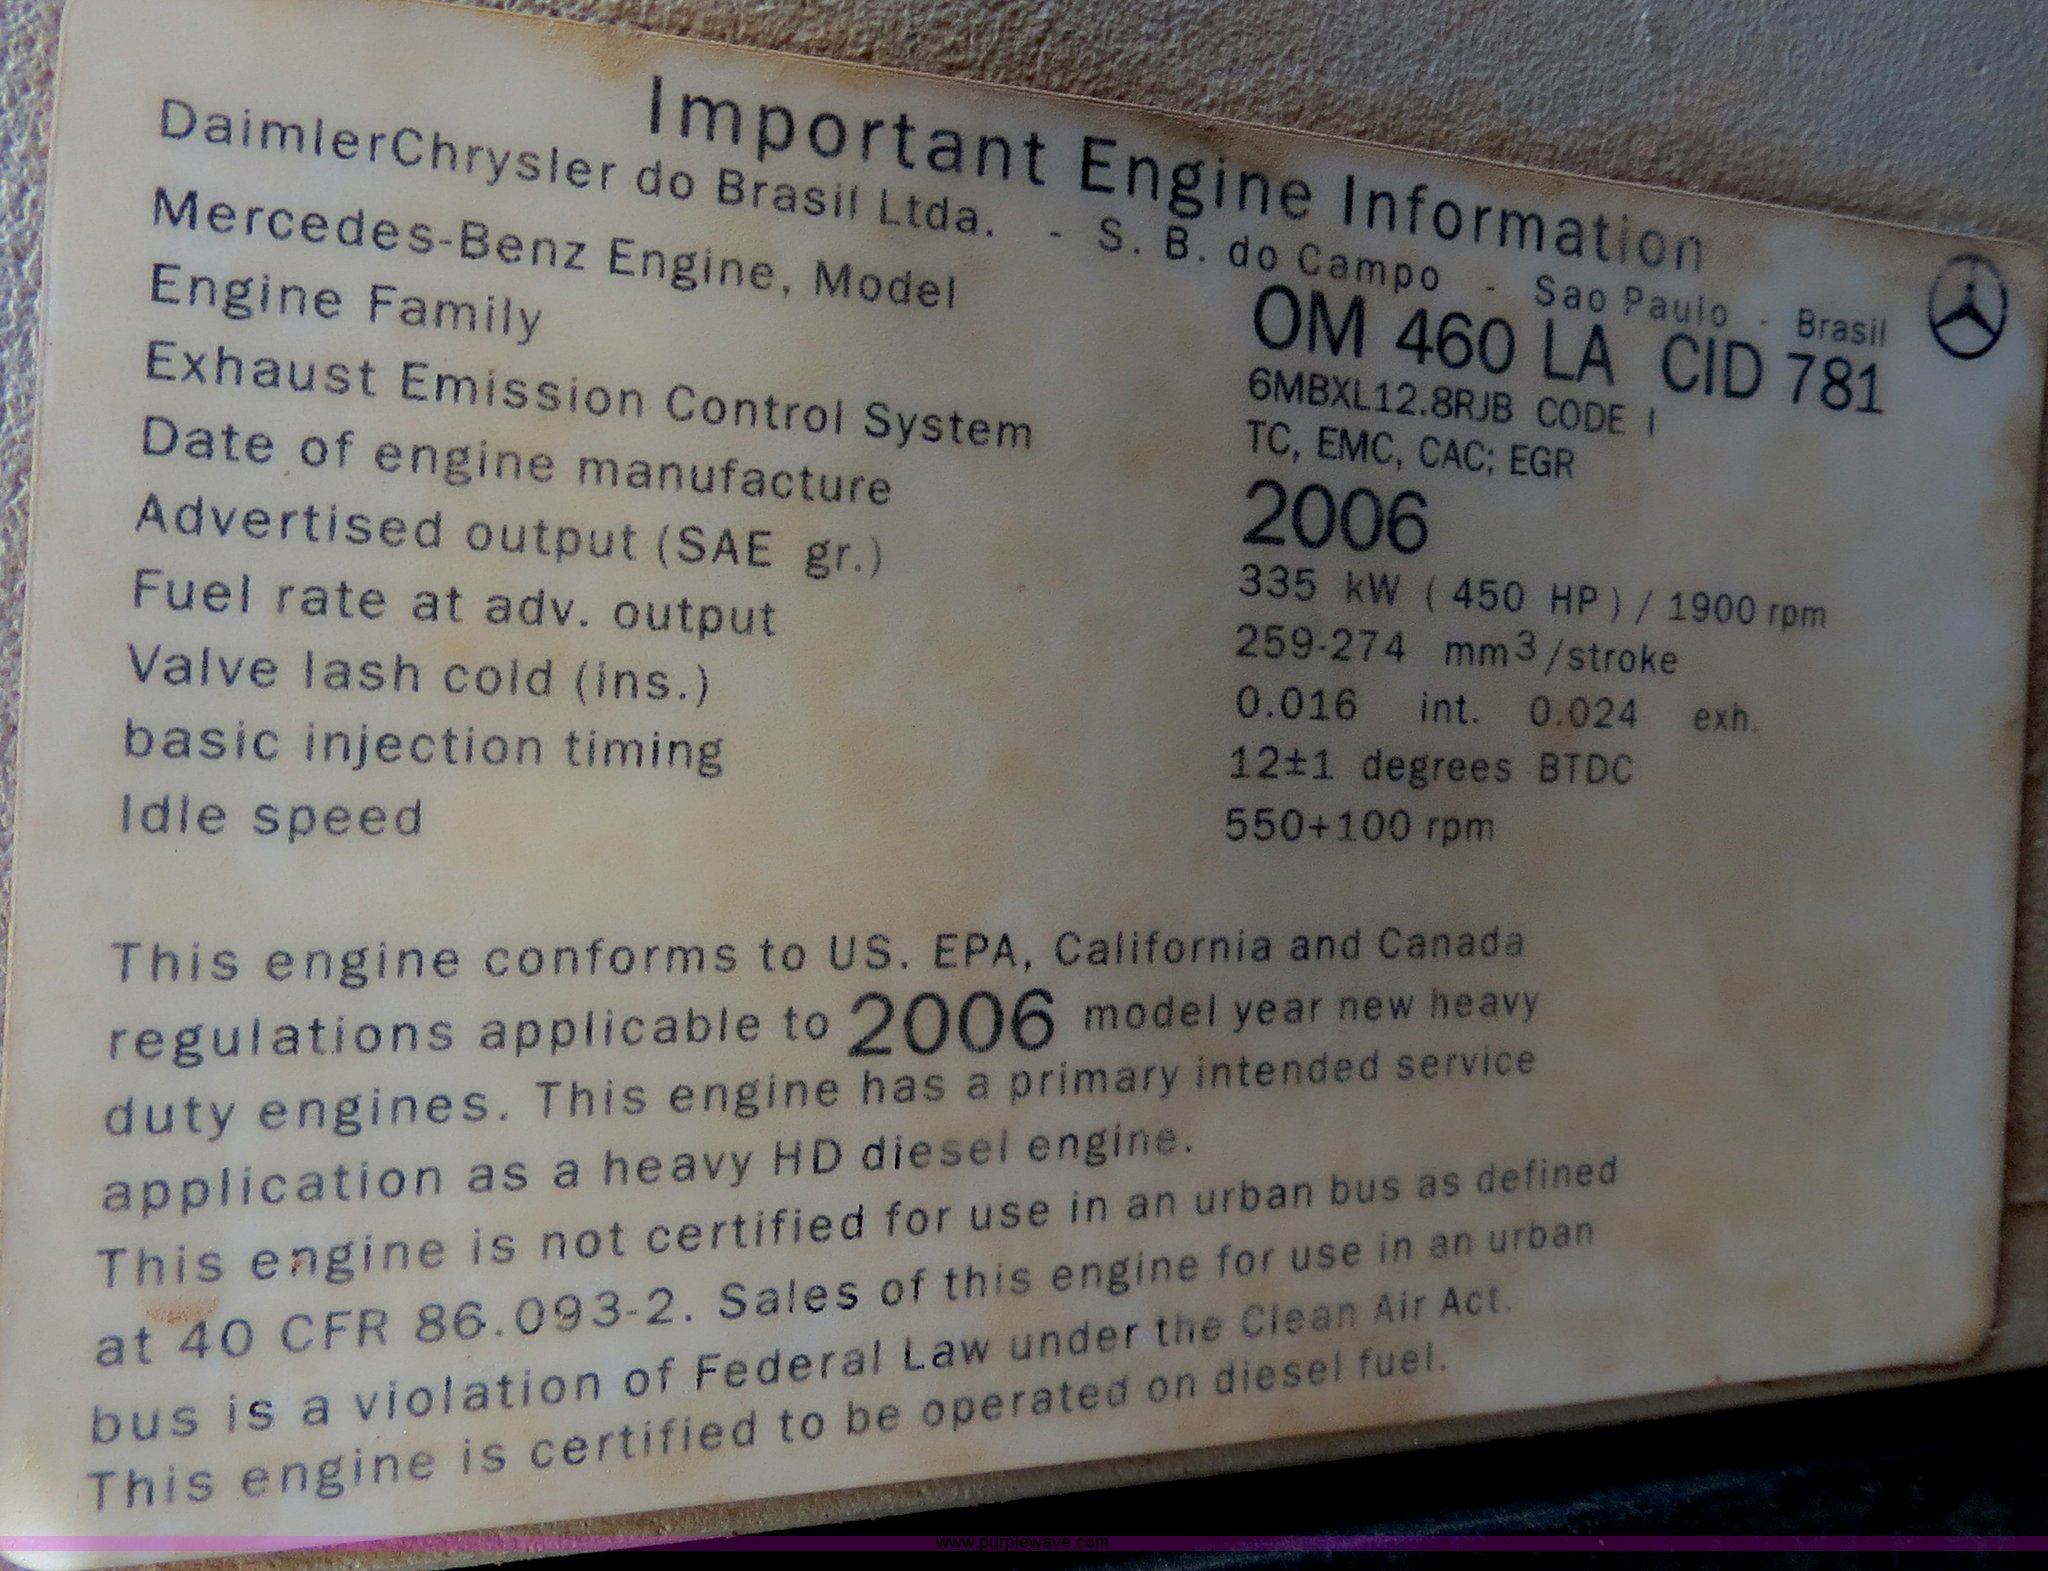 Important Engine Information
DaimlerChrysler do Brasil Ltda. - S. B. do Campo - Sao Paulo - Brasil
Mercedes-Benz Engine, Model OM 460 LA CID 781
Engine Family 6MBXL12.8RJB CODE I
Exhaust Emission Control System TC, EMC, CAC; EGR
Date of engine manufacture 2006
Advertised output (SAE gr.) 335 kW ( 450 HP ) / 1900 rpm
Fuel rate at adv. output 259-274 mm3/stroke
Valve lash cold (ins.) 0.016 int. 0.024 exh.
basic injection timing 12±1 degrees BTDC
Idle speed 550+100 rpm
This engine conforms to US. EPA, California and Canada
regulations applicable to 2006 model year new heavy
duty engines. This engine has a primary intended service
application as a heavy HD diesel engine.
This engine is not certified for use in an urban bus as defined
at 40 CFR 86.093-2. Sales of this engine for use in an urban
bus is a violation of Federal Law under the Clean Air Act.
This engine is certified to be operated on diesel fuel.
www.purplewave.com